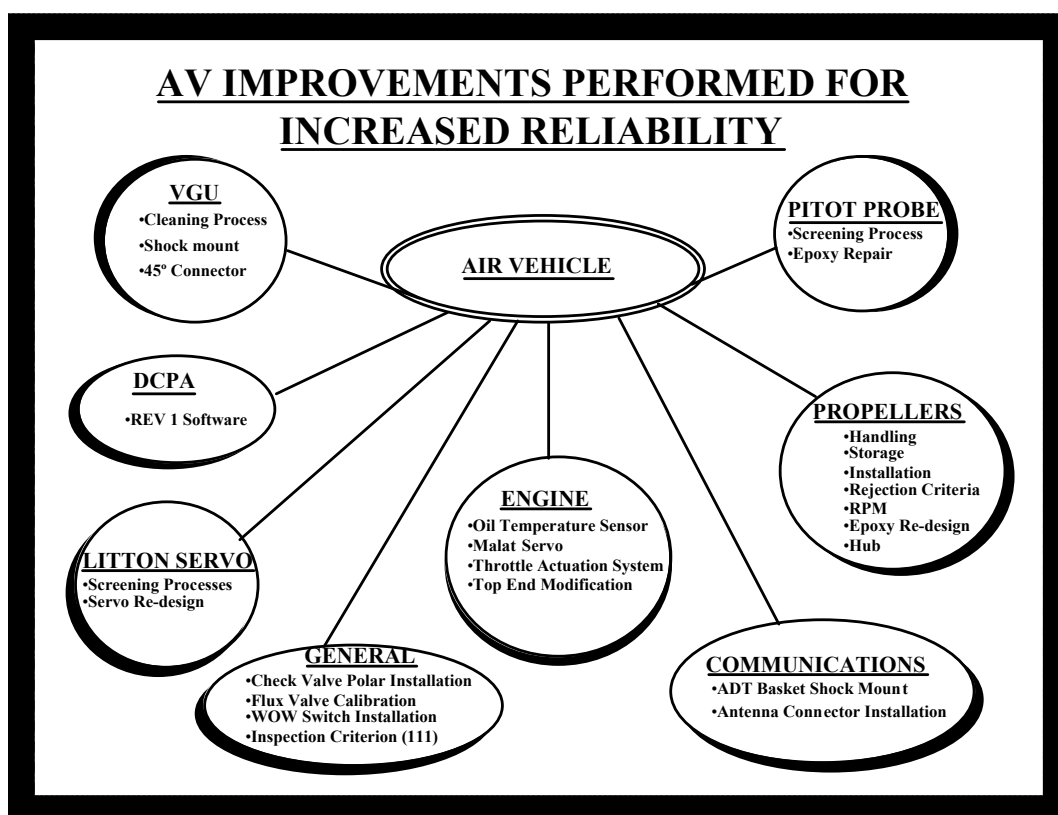 AV IMPROVEMENTS PERFORMED FOR
INCREASED RELIABILITY
VGU
•Cleaning Process
•Shock mount
•45º Connector
AIR VEHICLE
PITOT PROBE
•Screening Process
•Epoxy Repair
DCPA
•REV 1 Software
PROPELLERS
•Handling
•Storage
•Installation
•Rejection Criteria
•RPM
•Epoxy Re-design
•Hub
LITTON SERVO
•Screening Processes
•Servo Re-design
ENGINE
•Oil Temperature Sensor
•Malat Servo
•Throttle Actuation System
•Top End Modification
GENERAL
•Check Valve Polar Installation
•Flux Valve Calibration
•WOW Switch Installation
•Inspection Criterion (111)
COMMUNICATIONS
•ADT Basket Shock Mount
•Antenna Connector Installation